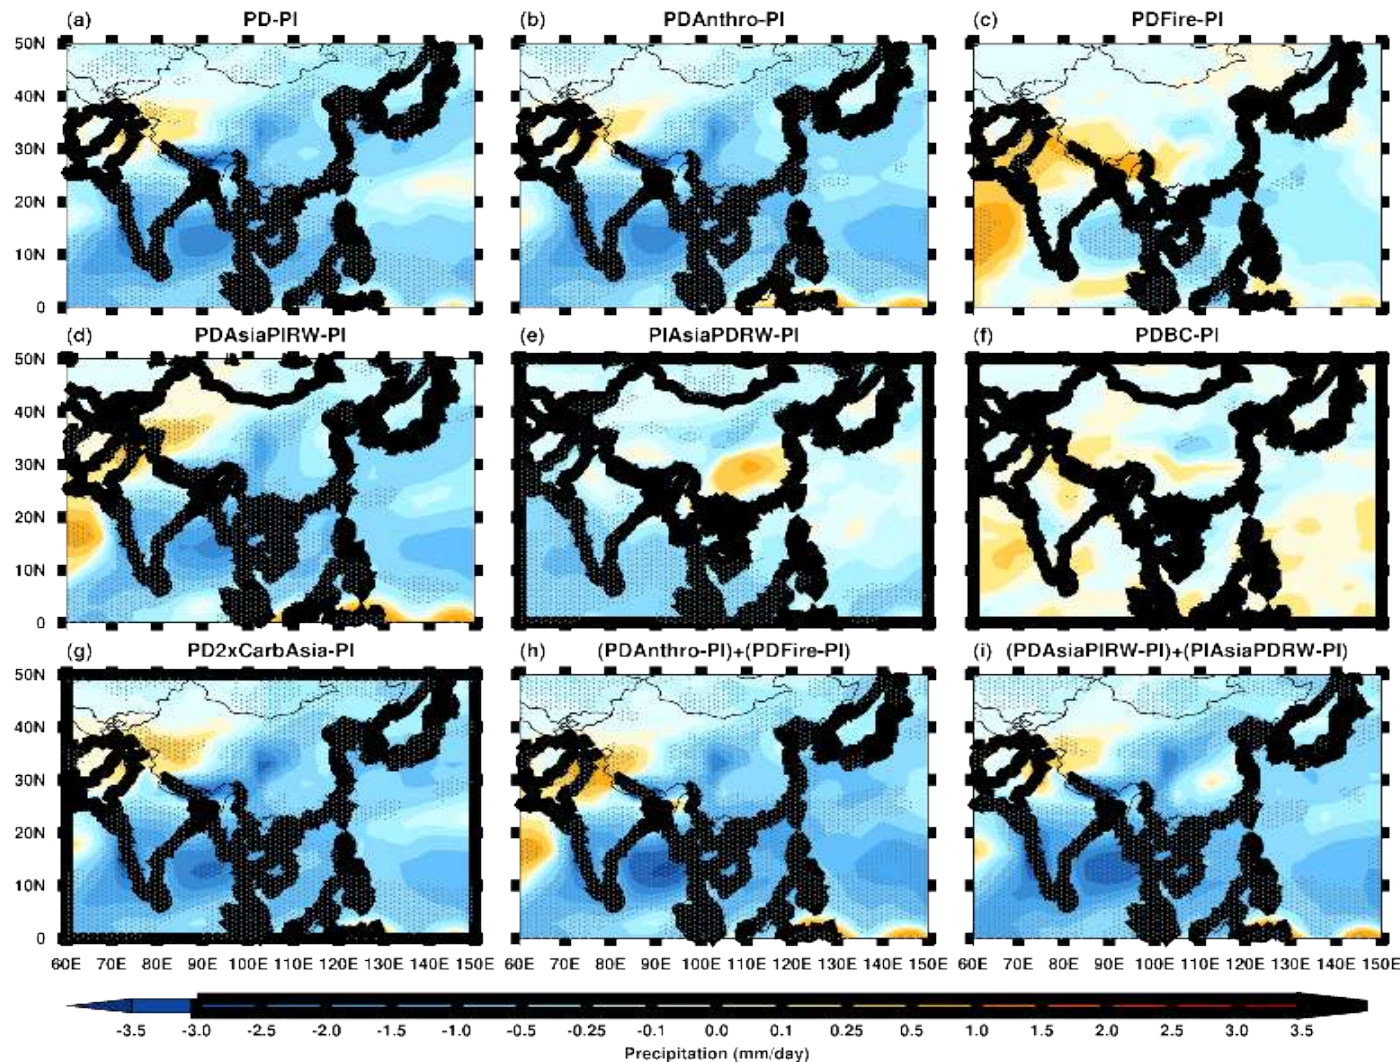 (a) PD-PI (b) PDAnthro-PI (c) PDFire-PI
50N
40N
30N
20N
10N
0
(d) PDAsiaPIRW-PI (e) PIAsiaPDRW-PI (f) PDBC-PI
50N
40N
30N
20N
10N
0
(g) PD2xCarbAsia-PI (h) (PDAnthro-PI)+(PDFire-PI) (i) (PDAsiaPIRW-PI)+(PIAsiaPDRW-PI)
50N
40N
30N
20N
10N
0
60E 70E 80E 90E 100E 110E 120E 130E 140E 150E 60E 70E 80E 90E 100E 110E 120E 130E 140E 150E 60E 70E 80E 90E 100E 110E 120E 130E 140E 150E
-3.5 -3.0 -2.5 -2.0 -1.5 -1.0 -0.5 -0.25 -0.1 0.0 0.1 0.25 0.5 1.0 1.5 2.0 2.5 3.0 3.5
Precipitation (mm/day)